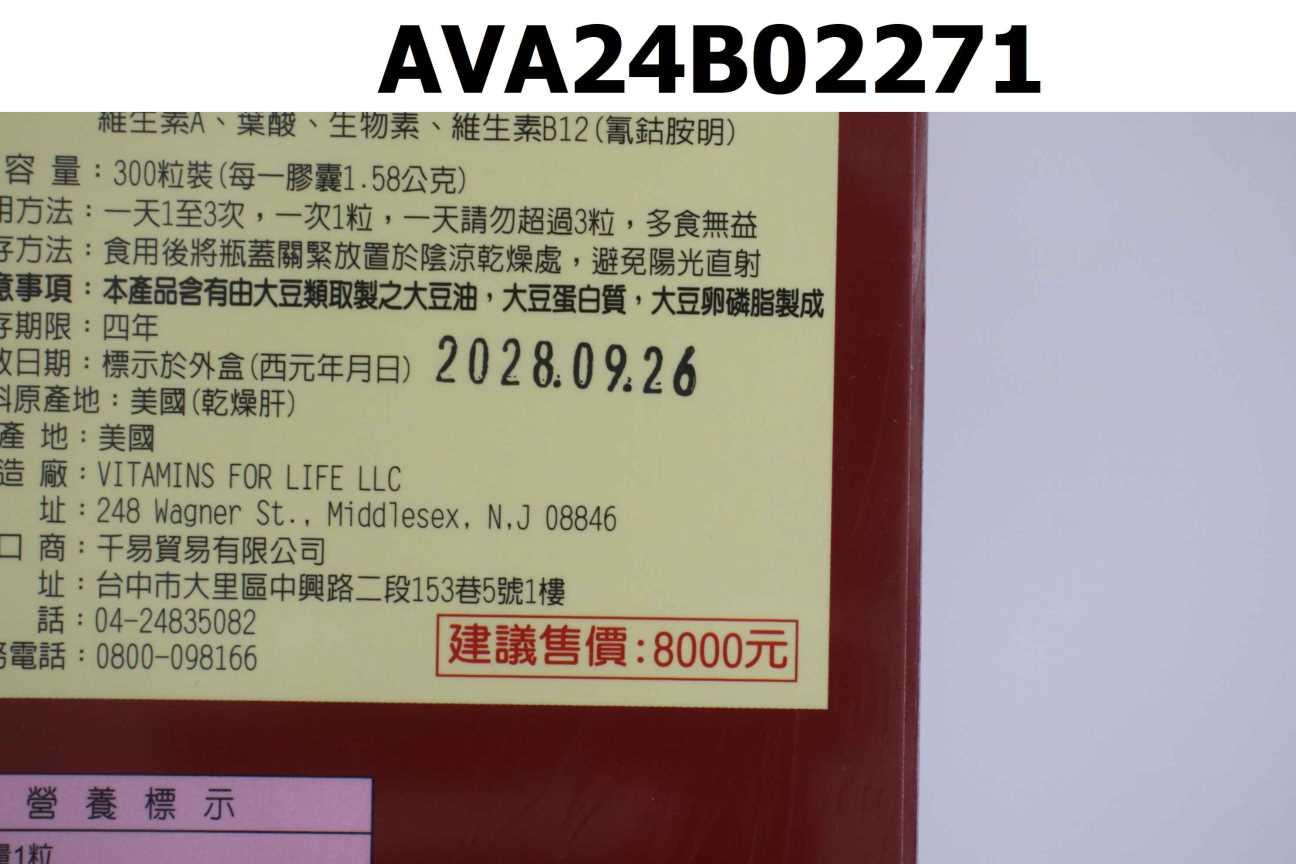 AVA24B02271
維生素A、葉酸、生物素、維生素B12(氰鈷胺明)
容 量：300粒裝(每一膠囊1.58公克)
用方法：一天1至3次，一次1粒，一天請勿超過3粒，多食無益
存方法：食用後將瓶蓋關緊放置於陰涼乾燥處，避免陽光直射
意事項：本產品含有由大豆類取製之大豆油，大豆蛋白質，大豆卵磷脂製成
存期限：四年
效日期：標示於外盒(西元年月日) 2028.09.26
料原產地：美國(乾燥肝)
產 地：美國
造 廠：VITAMINS FOR LIFE LLC
址：248 Wagner St., Middlesex, N.J 08846
口 商：千易貿易有限公司
址：台中市大里區中興路二段153巷5號1樓
話：04-24835082
務電話：0800-098166
建議售價:8000元
營養標示
量1粒